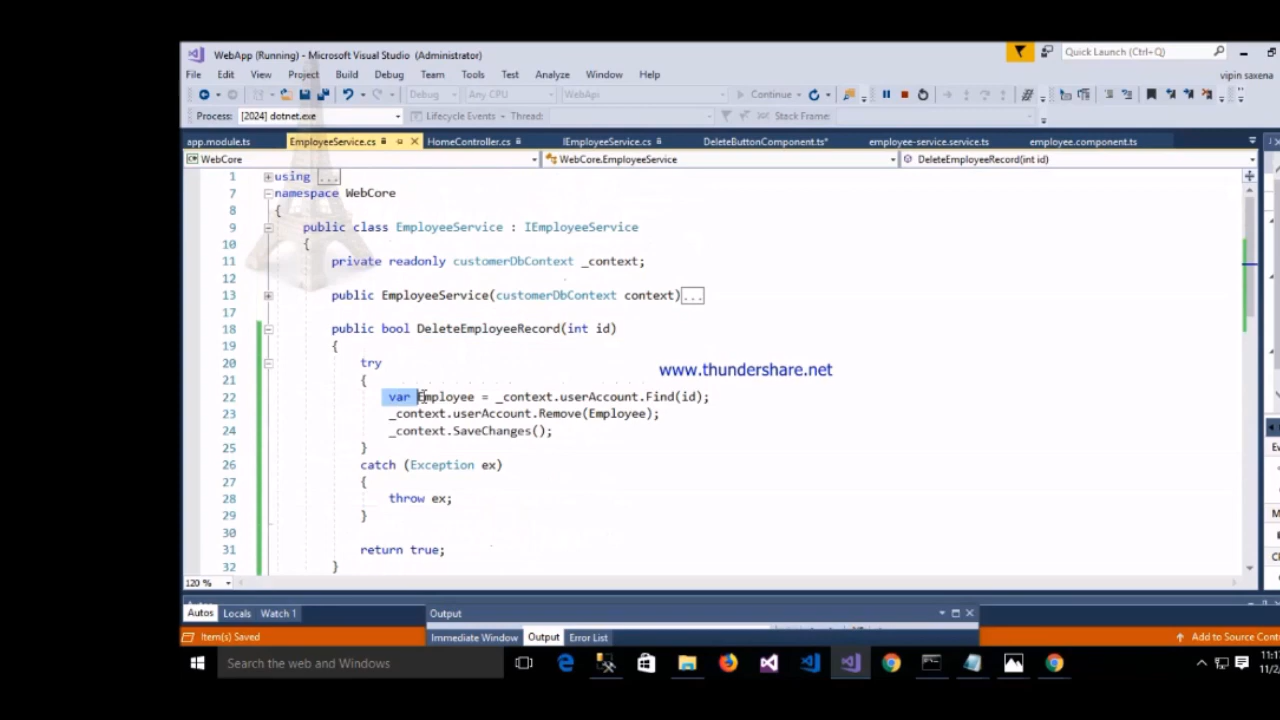 WebApp (Running) - Microsoft Visual Studio (Administrator)
Quick Launch (Ctrl+Q)
File Edit View Project Build Debug Team Tools Test Analyze Window Help
vipin saxena
Debug Any CPU WebApi Continue
Process: [2024] dotnet.exe Lifecycle Events Thread: Stack Frame:
app.module.ts EmployeeService.cs HomeController.cs IEmployeeService.cs DeleteButtonComponent.ts* employee-service.service.ts employee.component.ts
WebCore WebCore.EmployeeService DeleteEmployeeRecord(int id)
1 using ...
7 namespace WebCore
8 {
9 public class EmployeeService : IEmployeeService
10 {
11 private readonly customerDbContext _context;
12
13 public EmployeeService(customerDbContext context)...
17
18 public bool DeleteEmployeeRecord(int id)
19 {
20 try
www.thundershare.net
21 {
22 var Employee = _context.userAccount.Find(id);
23 _context.userAccount.Remove(Employee);
24 _context.SaveChanges();
25 }
26 catch (Exception ex)
27 {
28 throw ex;
29 }
30
31 return true;
32 }
120 %
Autos Locals Watch 1
Output
Immediate Window Output Error List
Item(s) Saved
Add to Source Contr
Search the web and Windows